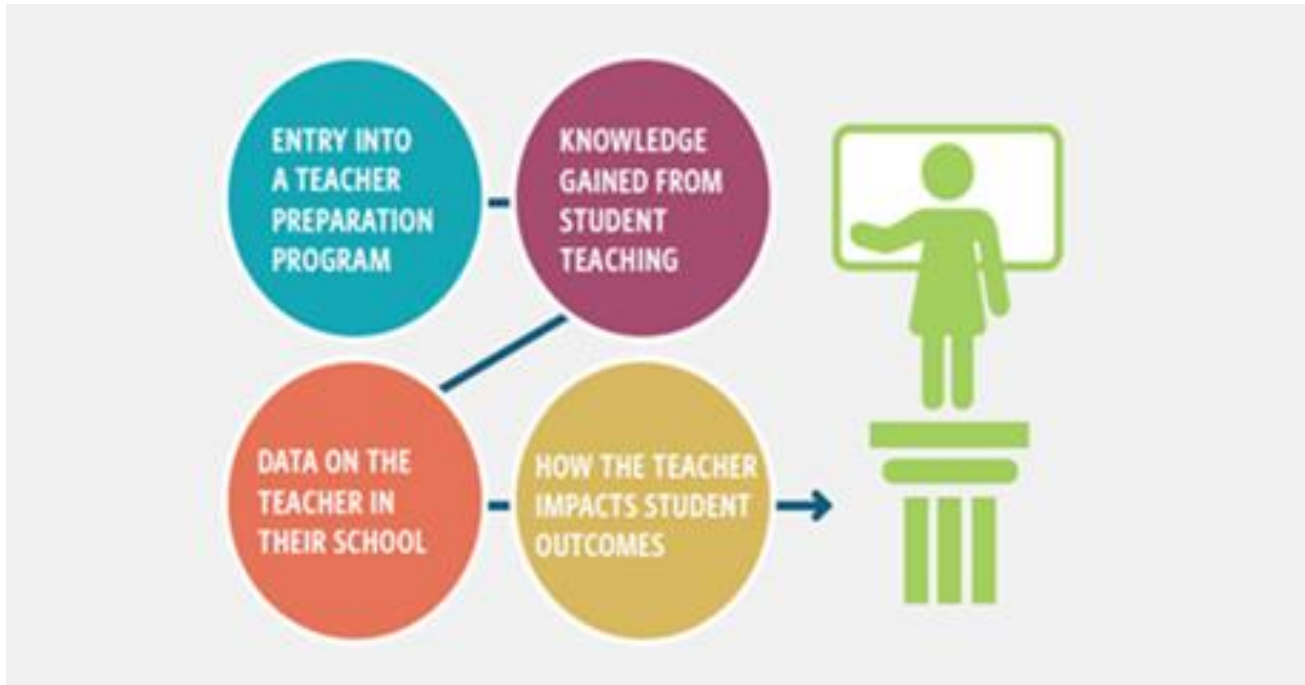 ENTRY INTO
A TEACHER
PREPARATION
PROGRAM
KNOWLEDGE
GAINED FROM
STUDENT
TEACHING
DATA ON THE
TEACHER IN
THEIR SCHOOL
HOW THE TEACHER
IMPACTS STUDENT
OUTCOMES